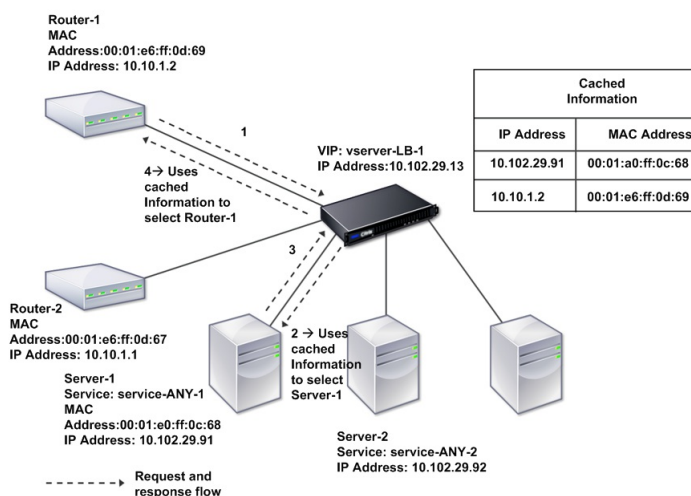 Router-1
MAC
Address:00:01:e6:ff:0d:69
IP Address: 10.10.1.2
1
VIP: vserver-LB-1
IP Address:10.102.29.13
Cached
Information
IP Address MAC Address
10.102.29.91 00:01:a0:ff:0c:68
10.10.1.2 00:01:e6:ff:0d:69
4→ Uses
cached
Information to
select Router-1
3
Router-2
MAC
Address:00:01:e6:ff:0d:67
IP Address: 10.10.1.1
2 → Uses
cached
Information
to select
Server-1
Server-1
Service: service-ANY-1
MAC
Address:00:01:e0:ff:0c:68
IP Address: 10.102.29.91
Server-2
Service: service-ANY-2
IP Address: 10.102.29.92
Request and
response flow